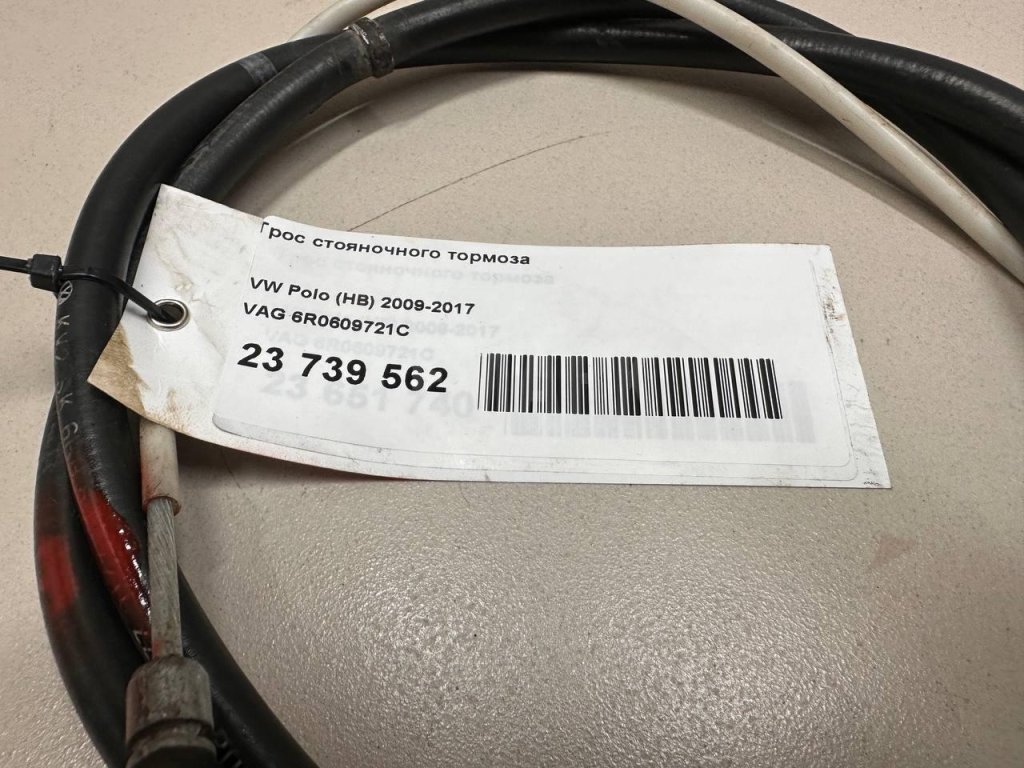 Трос стояночного тормоза
VW Polo (HB) 2009-2017
VAG 6R0609721C
23 739 562